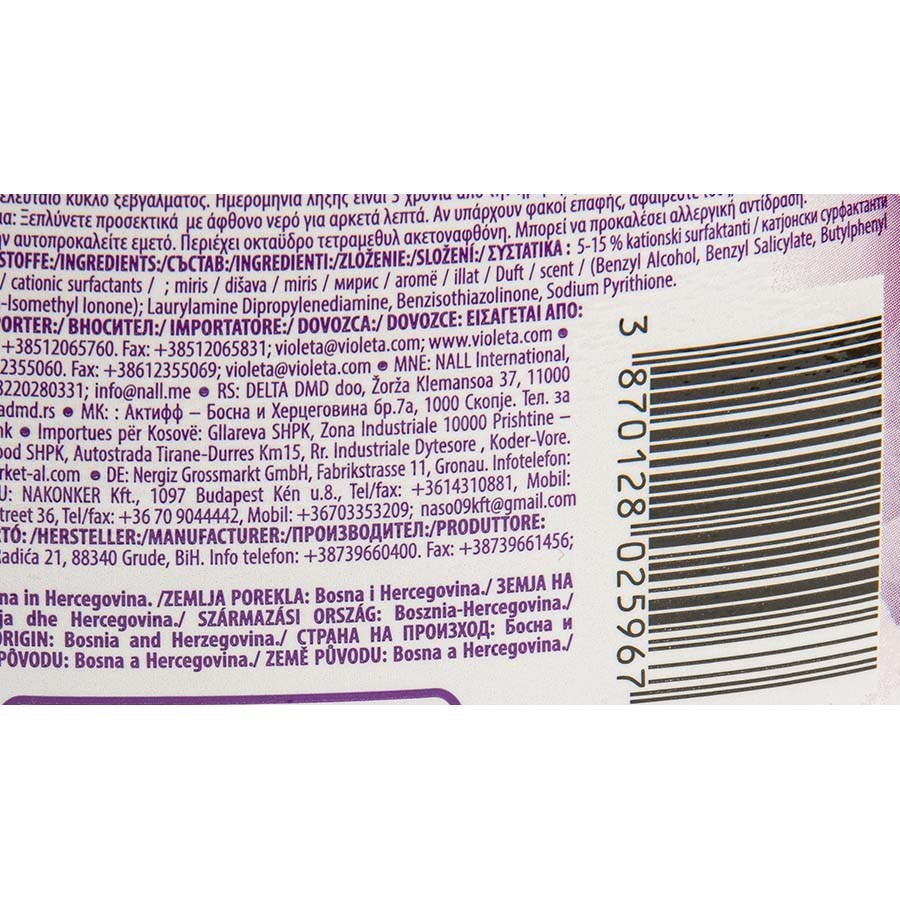 κύκλο ξεβγάλματος. Ημερομηνία λήξης είναι 3 χρόνια από την
Ξεπλύνετε προσεκτικά με άφθονο νερό για αρκετά λεπτά. Αν υπάρχουν φακοί επαφής, αφαιρέστε
αυτοπροκαλείτε εμετό. Περιέχει οκταϋδρο τετραμεθυλ ακετοναφθόνη. Μπορεί να προκαλέσει αλλεργική αντίδραση.
STOFFE:/INGREDIENTS:/СЪСТАВ:/INGREDIENTI:/ZLOŽENIE:/SLOŽENÍ:/ ΣΥΣΤΑΤΙΚΑ : 5-15 % kationski surfaktanti / катјонски сурфактанти
/ cationic surfactants / ; miris / dišava / miris / мирис / aromë / illat / Duft / scent / (Benzyl Alcohol, Benzyl Salicylate, Butylphenyl
-Isomethyl Ionone); Laurylamine Dipropylenediamine, Benzisothiazolinone, Sodium Pyrithione.
PORTER:/ ВНОСИТЕЛ:/ IMPORTATORE:/ DOVOZCA:/ DOVOZCE: ΕΙΣΑΓΕΤΑΙ ΑΠΟ:
+38512065760. Fax: +38512065831; violeta@violeta.com; www.violeta.com ●
2355060. Fax: +38612355069; violeta@violeta.com ● MNE: NALL International,
8220280331; info@nall.me ● RS: DELTA DMD doo, Žorža Klemansoa 37, 11000
admd.rs ● МК: : Актифф – Босна и Херцеговина бр.7а, 1000 Скопје. Тел. за
nk ● Importues për Kosovë: Gllareva SHPK, Zona Industriale 10000 Prishtine –
ood SHPK, Autostrada Tirane-Durres Km15, Rr. Industriale Dytesore , Koder-Vore.
rket-al.com ● DE: Nergiz Grossmarkt GmbH, Fabrikstrasse 11, Gronau. Infotelefon:
U: NAKONKER Kft., 1097 Budapest Kén u.8., Tel/fax: +3614310881, Mobil:
treet 36, Tel/fax: +36 70 9044442, Mobil: +36703353209; naso09kft@gmail.com
/HERSTELLER:/MANUFACTURER:/ПРОИЗВОДИТЕЛ:/PRODUTTORE:
adića 21, 88340 Grude, BiH. Info telefon: +38739660400. Fax: +38739661456;
na in Hercegovina. /ZEMLJA POREKLA: Bosna i Hercegovina./ ЗЕМЈА НА
ja dhe Hercegovina./ SZÁRMAZÁSI ORSZÁG: Bosznia-Hercegovina./
ORIGIN: Bosnia and Herzegovina./ СТРАНА НА ПРОИЗХОД: Босна и
PÔVODU: Bosna a Hercegovina./ ZEMĚ PŮVODU: Bosna a Hercegovina./
3 870128 025967